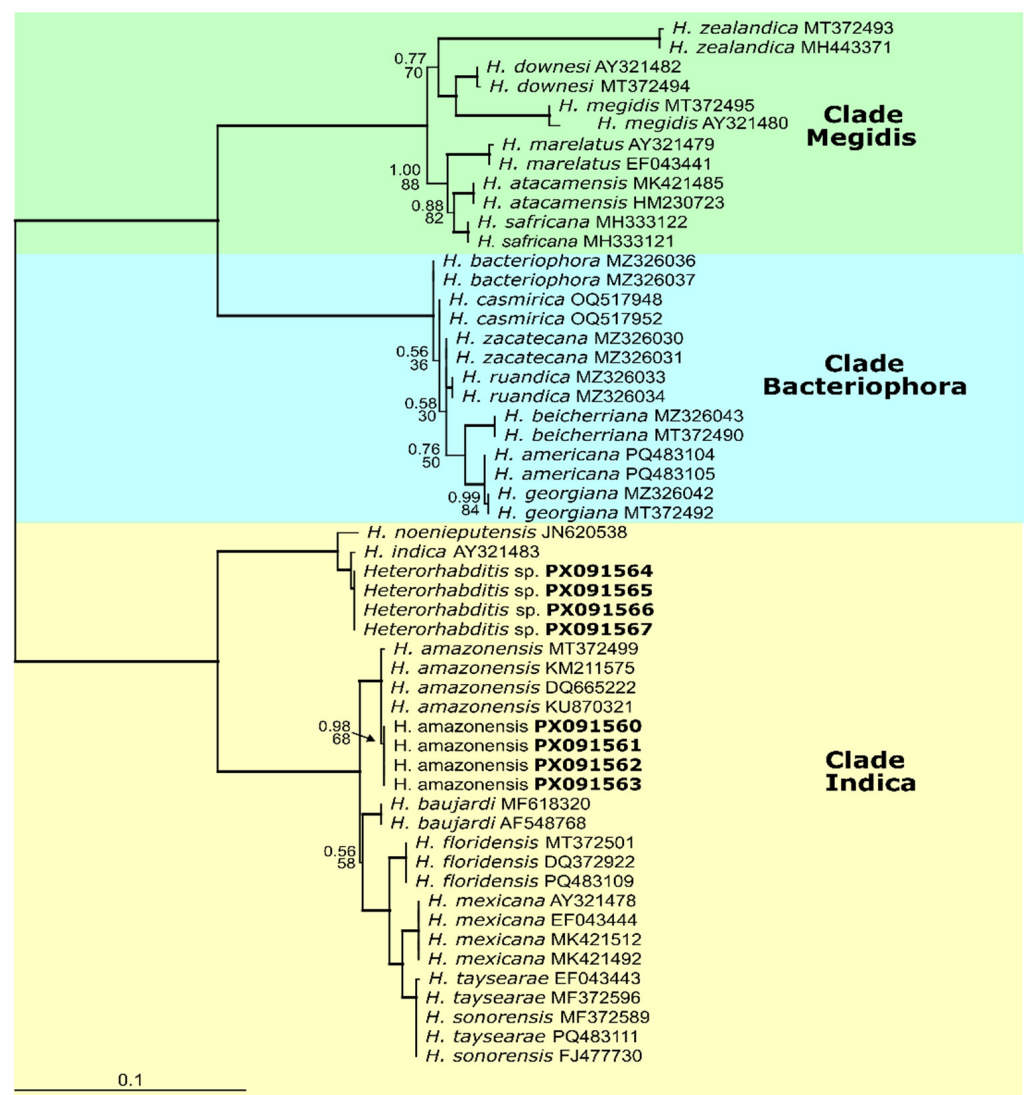 H. zealandica MT372493
H. zealandica MH443371
0.77
70
H. downesi AY321482
H. downesi MT372494
H. megidis MT372495
H. megidis AY321480
Clade
Megidis
H. marelatus AY321479
H. marelatus EF043441
1.00
88
H. atacamensis MK421485
H. atacamensis HM230723
0.88
82
H. safricana MH333122
H. safricana MH333121
H. bacteriophora MZ326036
H. bacteriophora MZ326037
H. casmirica OQ517948
H. casmirica OQ517952
H. zacatecana MZ326030
H. zacatecana MZ326031
0.56
36
H. ruandica MZ326033
H. ruandica MZ326034
Clade
Bacteriophora
0.58
30
H. beicherriana MZ326043
H. beicherriana MT372490
0.76
50
H. americana PQ483104
H. americana PQ483105
H. georgiana MZ326042
H. georgiana MT372492
0.99
84
H. noenieputensis JN620538
H. indica AY321483
Heterorhabditis sp. PX091564
Heterorhabditis sp. PX091565
Heterorhabditis sp. PX091566
Heterorhabditis sp. PX091567
H. amazonensis MT372499
H. amazonensis KM211575
H. amazonensis DQ665222
H. amazonensis KU870321
0.98
68
H. amazonensis PX091560
H. amazonensis PX091561
H. amazonensis PX091562
H. amazonensis PX091563
Clade
Indica
H. baujardi MF618320
H. baujardi AF548768
0.56
58
H. floridensis MT372501
H. floridensis DQ372922
H. floridensis PQ483109
H. mexicana AY321478
H. mexicana EF043444
H. mexicana MK421512
H. mexicana MK421492
H. taysearae EF043443
H. taysearae MF372596
H. sonorensis MF372589
H. taysearae PQ483111
H. sonorensis FJ477730
0.1